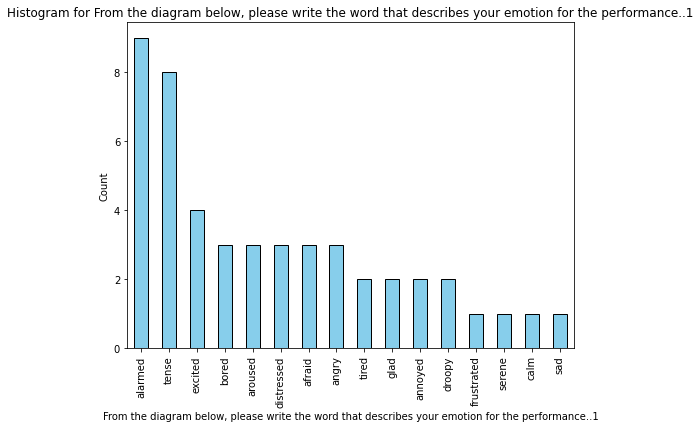 Histogram for From the diagram below, please write the word that describes your emotion for the performance..1
8
6
4
2
0
Count
alarmed
tense
excited
bored
aroused
distressed
afraid
angry
tired
glad
annoyed
droopy
frustrated
serene
calm
sad
From the diagram below, please write the word that describes your emotion for the performance..1